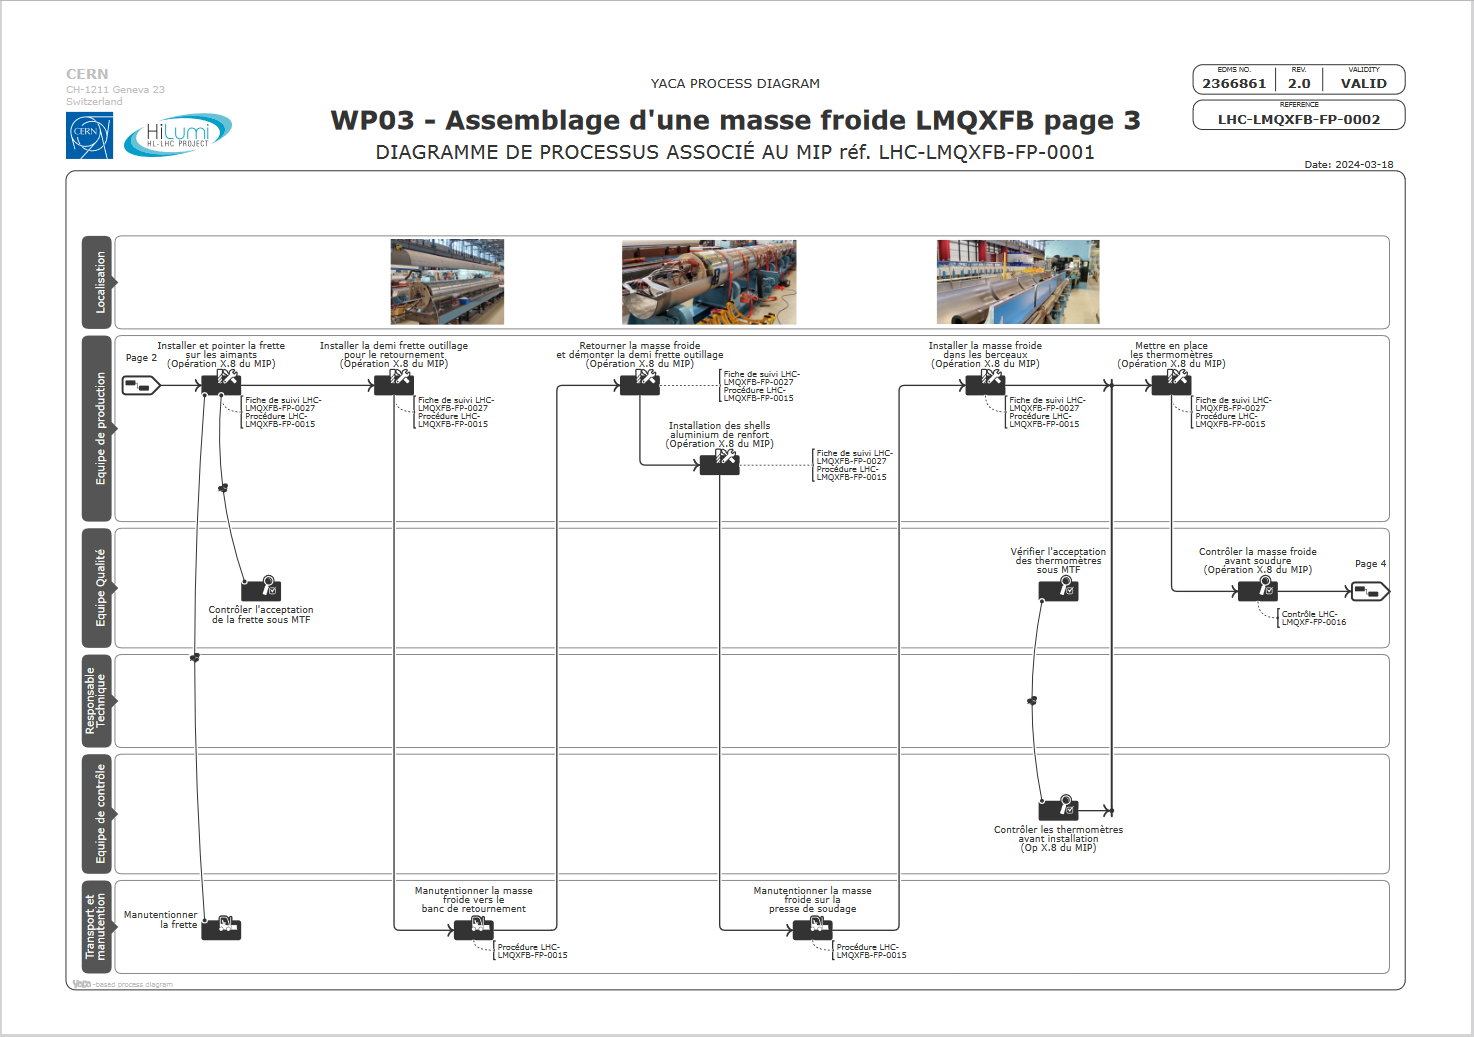 CERN
CH-1211 Geneva 23
Switzerland
CERN
HiLumi
HL-LHC PROJECT
YACA PROCESS DIAGRAM
WP03 - Assemblage d'une masse froide LMQXFB page 3
DIAGRAMME DE PROCESSUS ASSOCIÉ AU MIP réf. LHC-LMQXFB-FP-0001
EDMS NO.
REV.
VALIDITY
2366861
2.0
VALID
REFERENCE
LHC-LMQXFB-FP-0002
Date: 2024-03-18
Localisation
Equipe de production
Page 2
Installer et pointer la frette
sur les aimants
(Opération X.8 du MIP)
Fiche de suivi LHC-
LMQXFB-FP-0027
Procédure LHC-
LMQXFB-FP-0015
Installer la demi frette outillage
pour le retournement
(Opération X.8 du MIP)
Fiche de suivi LHC-
LMQXFB-FP-0027
Procédure LHC-
LMQXFB-FP-0015
Retourner la masse froide
et démonter la demi frette outillage
(Opération X.8 du MIP)
Fiche de suivi LHC-
LMQXFB-FP-0027
Procédure LHC-
LMQXFB-FP-0015
Installation des shells
aluminium de renfort
(Opération X.8 du MIP)
Fiche de suivi LHC-
LMQXFB-FP-0027
Procédure LHC-
LMQXFB-FP-0015
Installer la masse froide
dans les berceaux
(Opération X.8 du MIP)
Fiche de suivi LHC-
LMQXFB-FP-0027
Procédure LHC-
LMQXFB-FP-0015
Mettre en place
les thermomètres
(Opération X.8 du MIP)
Fiche de suivi LHC-
LMQXFB-FP-0027
Procédure LHC-
LMQXFB-FP-0015
Equipe Qualité
Contrôler l'acceptation
de la frette sous MTF
Vérifier l'acceptation
des thermomètres
sous MTF
Contrôler la masse froide
avant soudure
(Opération X.8 du MIP)
Contrôle LHC-
LMQXF-FP-0016
Page 4
Responsable
Technique
Equipe de contrôle
Contrôler les thermomètres
avant installation
(Op X.8 du MIP)
Transport et
manutention
Manutentionner
la frette
Manutentionner la masse
froide vers le
banc de retournement
Procédure LHC-
LMQXFB-FP-0015
Manutentionner la masse
froide sur la
presse de soudage
Procédure LHC-
LMQXFB-FP-0015
yaca -based process diagram